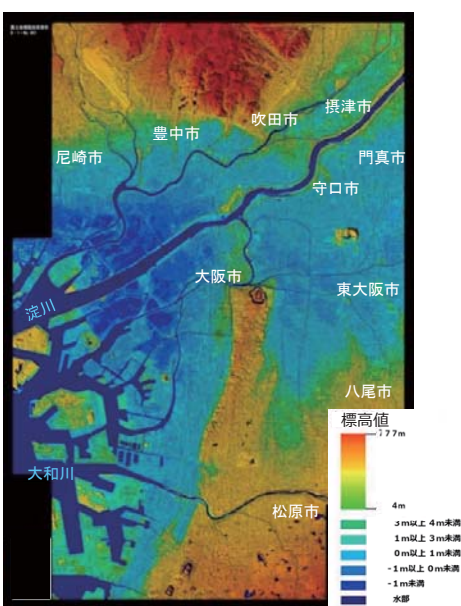 吹田市
摂津市
豊中市
尼崎市
門真市
守口市
大阪市
東大阪市
淀川
八尾市
標高値
177m
4m
大和川
松原市
3m以上 4m未満
1m以上 3m未満
0m以上 1m未満
-1m以上 0m未満
-1m未満
水部